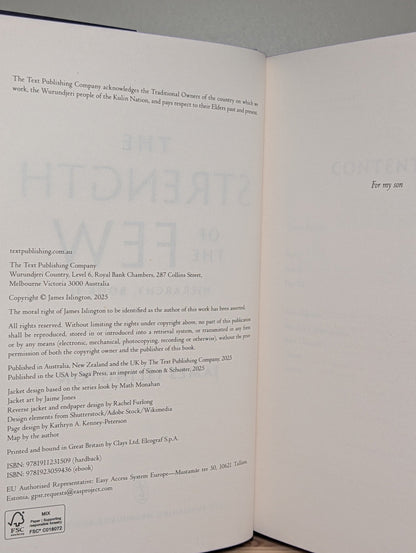 The Text Publishing Company acknowledges the Traditional Owners of the country on which we
work, the Wurundjeri people of the Kulin Nation, and pays respect to their Elders past and present.
THE
STRENGTH
OF
THE
FEW
HIERARCHY, BOOK
CONTENT
For my son
textpublishing.com.au
The Text Publishing Company
Wurundjeri Country, Level 6, Royal Bank Chambers, 287 Collins Street,
Melbourne Victoria 3000 Australia
Copyright © James Islington, 2025
The moral right of James Islington to be identified as the author of this work has been asserted.
All rights reserved. Without limiting the rights under copyright above, no part of this publication
shall be reproduced, stored in or introduced into a retrieval system, or transmitted in any form
or by any means (electronic, mechanical, photocopying, recording or otherwise), without the prior
permission of both the copyright owner and the publisher of this book.
Published in Australia, New Zealand and the UK by The Text Publishing Company, 2025
Published in the USA by Saga Press, an imprint of Simon & Schuster, 2025
Jacket design based on the series look by Math Monahan
Jacket art by Jaime Jones
Reverse jacket and endpaper design by Rachel Furlong
Design elements from Shutterstock/Adobe Stock/Wikimedia
Page design by Kathryn A. Kenney-Peterson
Map by the author
Printed and bound in Great Britain by Clays Ltd, Elcograf S.p.A.
ISBN: 9781911231509 (hardback)
ISBN: 9781923059436 (ebook)
EU Authorised Representative: Easy Access System Europe—Mustamäe tee 50, 10621 Tallinn,
Estonia, gpsr.requests@easproject.com
FSC
www.fsc.org
MIX
Paper | Supporting
responsible forestry
FSC® C018072